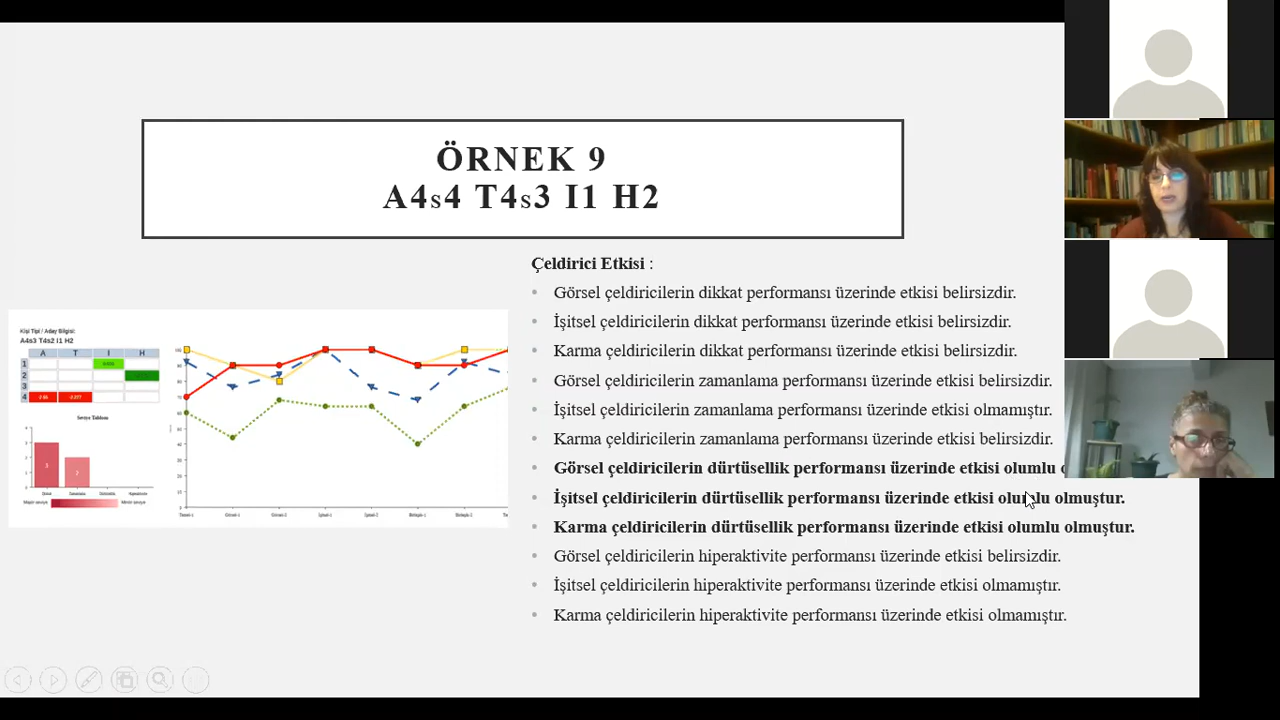 ÖRNEK 9
A4s4 T4s3 I1 H2
Çeldirici Etkisi :
Görsel çeldiricilerin dikkat performansı üzerinde etkisi belirsizdir.
İşitsel çeldiricilerin dikkat performansı üzerinde etkisi belirsizdir.
Karma çeldiricilerin dikkat performansı üzerinde etkisi belirsizdir.
Görsel çeldiricilerin zamanlama performansı üzerinde etkisi belirsizdir.
İşitsel çeldiricilerin zamanlama performansı üzerinde etkisi olmamıştır.
Karma çeldiricilerin zamanlama performansı üzerinde etkisi belirsizdir.
Görsel çeldiricilerin dürtüsellik performansı üzerinde etkisi olumlu
İşitsel çeldiricilerin dürtüsellik performansı üzerinde etkisi olumlu olmuştur.
Karma çeldiricilerin dürtüsellik performansı üzerinde etkisi olumlu olmuştur.
Görsel çeldiricilerin hiperaktivite performansı üzerinde etkisi belirsizdir.
İşitsel çeldiricilerin hiperaktivite performansı üzerinde etkisi olmamıştır.
Karma çeldiricilerin hiperaktivite performansı üzerinde etkisi olmamıştır.
Kişi Tipi / Aday Bilgisi:
A4s3 T4s2 I1 H2
A T I H
1
2
3
4
Seviye Tablosu
3
2